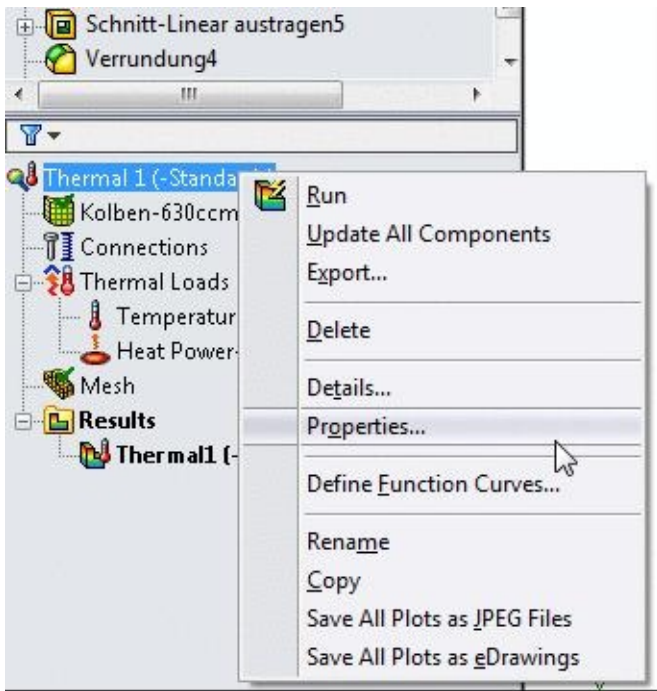 Schnitt-Linear austragen5
Verrundung4
Thermal 1 (-Standa
Kolben-630ccm
Connections
Thermal Loads
Temperatur
Heat Power-
Mesh
Results
Thermal1 (-
Run
Update All Components
Export...
Delete
Details...
Properties...
Define Function Curves...
Rename
Copy
Save All Plots as JPEG Files
Save All Plots as eDrawings